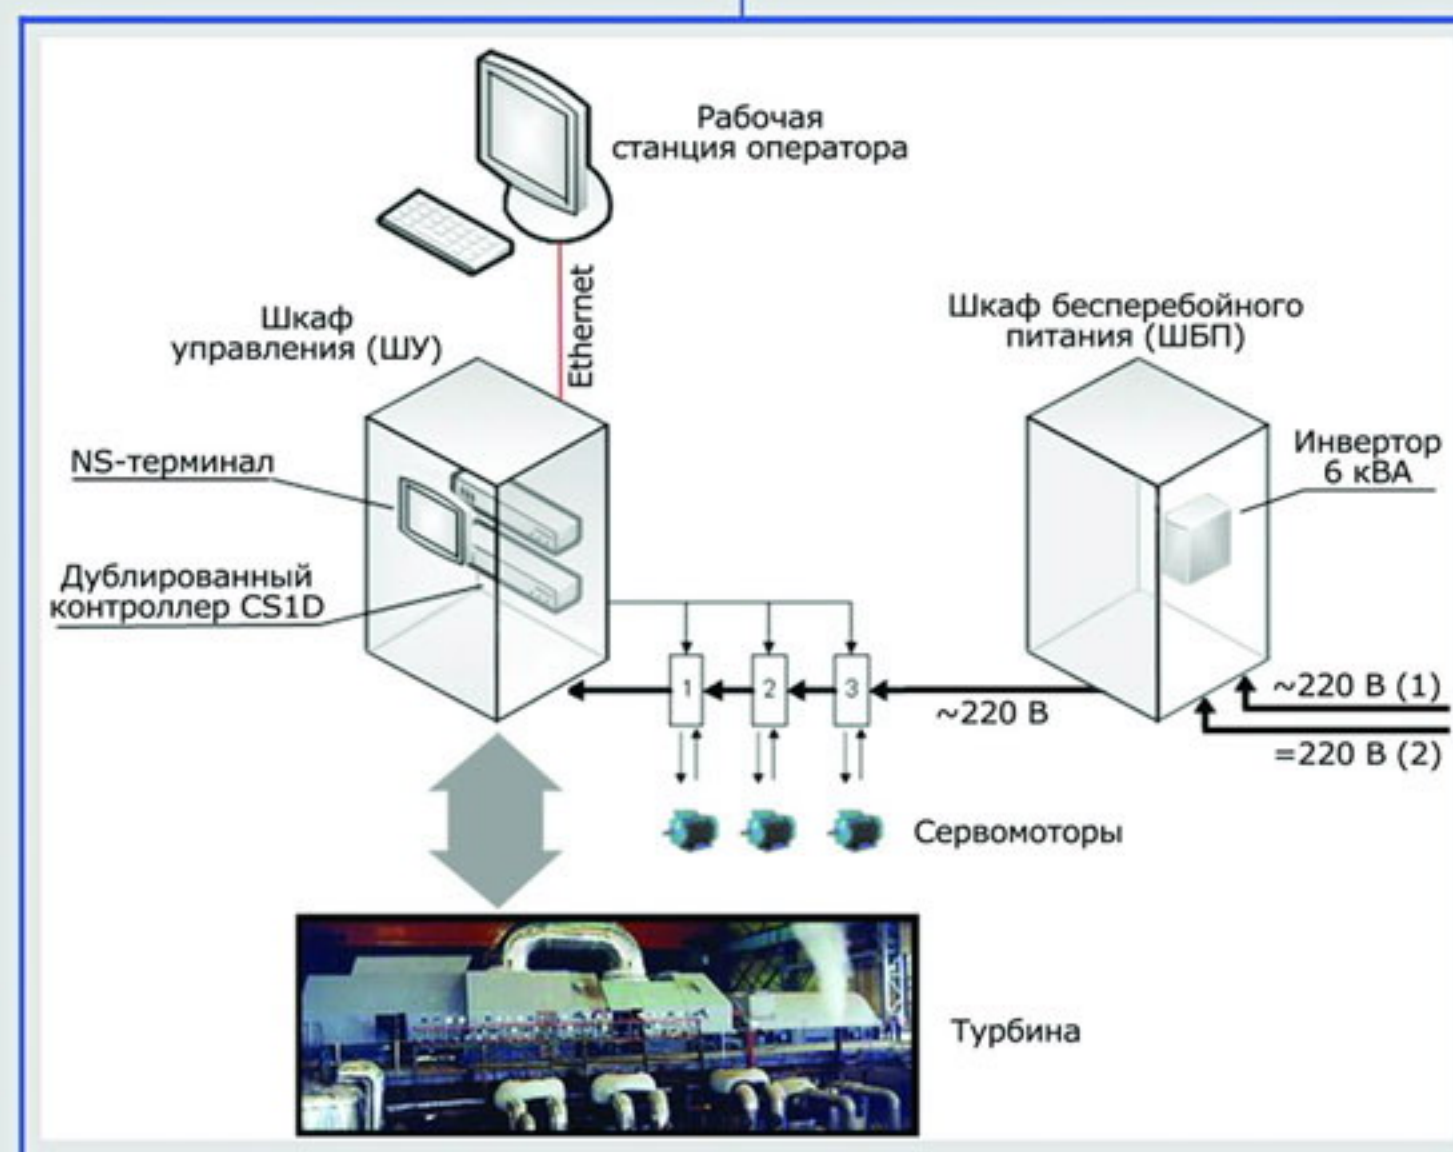 Рабочая
станция оператора
Ethernet
Шкаф
управления (ШУ)
Шкаф бесперебойного
питания (ШБП)
NS-терминал
Инвертор
6 кВА
Дублированный
контроллер CS1D
1
2
3
~220 В
~220 В (1)
=220 В (2)
Сервомоторы
Турбина